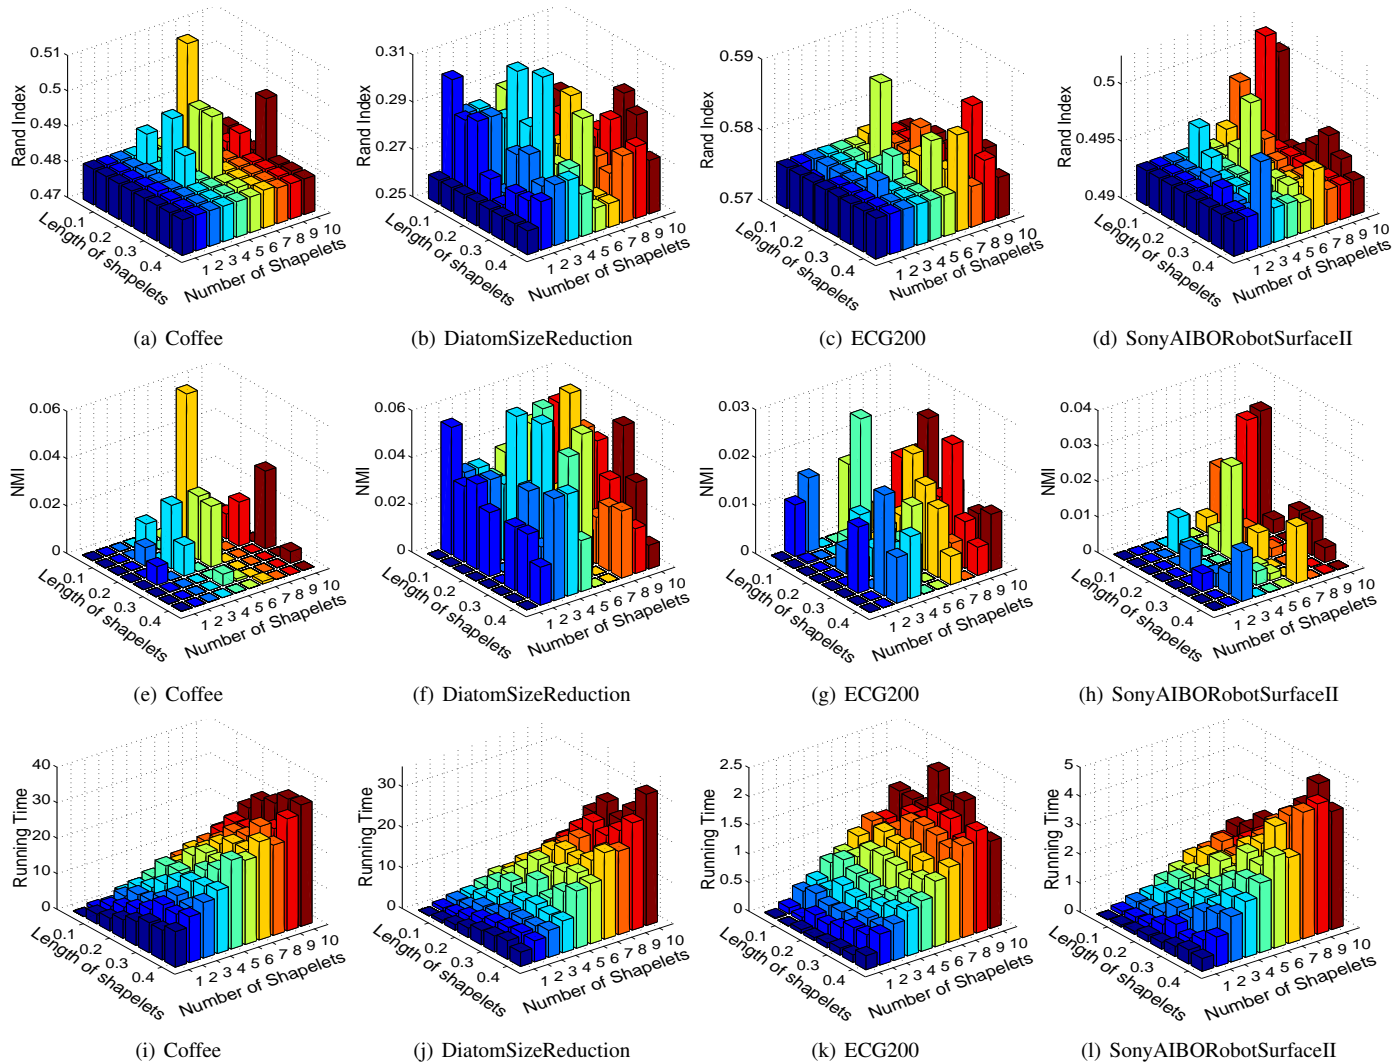 0.51
0.5
0.49
0.48
0.47
Rand Index
0.1
0.2
0.3
0.4
Length of shapelets
1 2 3 4 5 6 7 8 9 10
Number of Shapelets
(a) Coffee
0.31
0.29
0.27
0.25
Rand Index
0.1
0.2
0.3
0.4
Length of shapelets
1 2 3 4 5 6 7 8 9 10
Number of Shapelets
(b) DiatomSizeReduction
0.59
0.58
0.57
Rand Index
0.1
0.2
0.3
0.4
Length of shapelets
1 2 3 4 5 6 7 8 9 10
Number of Shapelets
(c) ECG200
0.5
0.495
0.49
Rand Index
0.1
0.2
0.3
0.4
Length of shapelets
1 2 3 4 5 6 7 8 9 10
Number of Shapelets
(d) SonyAIBORobotSurfaceII
0.06
0.04
0.02
0
NMI
0.1
0.2
0.3
0.4
Length of shapelets
1 2 3 4 5 6 7 8 9 10
Number of Shapelets
(e) Coffee
0.06
0.04
0.02
0
NMI
0.1
0.2
0.3
0.4
Length of shapelets
1 2 3 4 5 6 7 8 9 10
Number of Shapelets
(f) DiatomSizeReduction
0.03
0.02
0.01
0
NMI
0.1
0.2
0.3
0.4
Length of shapelets
1 2 3 4 5 6 7 8 9 10
Number of Shapelets
(g) ECG200
0.04
0.03
0.02
0.01
0
NMI
0.1
0.2
0.3
0.4
Length of shapelets
1 2 3 4 5 6 7 8 9 10
Number of Shapelets
(h) SonyAIBORobotSurfaceII
40
30
20
10
0
Running Time
0.1
0.2
0.3
0.4
Length of shapelets
1 2 3 4 5 6 7 8 9 10
Number of Shapelets
(i) Coffee
30
20
10
0
Running Time
0.1
0.2
0.3
0.4
Length of shapelets
1 2 3 4 5 6 7 8 9 10
Number of Shapelets
(j) DiatomSizeReduction
2.5
2
1.5
1
0.5
0
Running Time
0.1
0.2
0.3
0.4
Length of shapelets
1 2 3 4 5 6 7 8 9 10
Number of Shapelets
(k) ECG200
5
4
3
2
1
0
Running Time
0.1
0.2
0.3
0.4
Length of shapelets
1 2 3 4 5 6 7 8 9 10
Number of Shapelets
(l) SonyAIBORobotSurfaceII